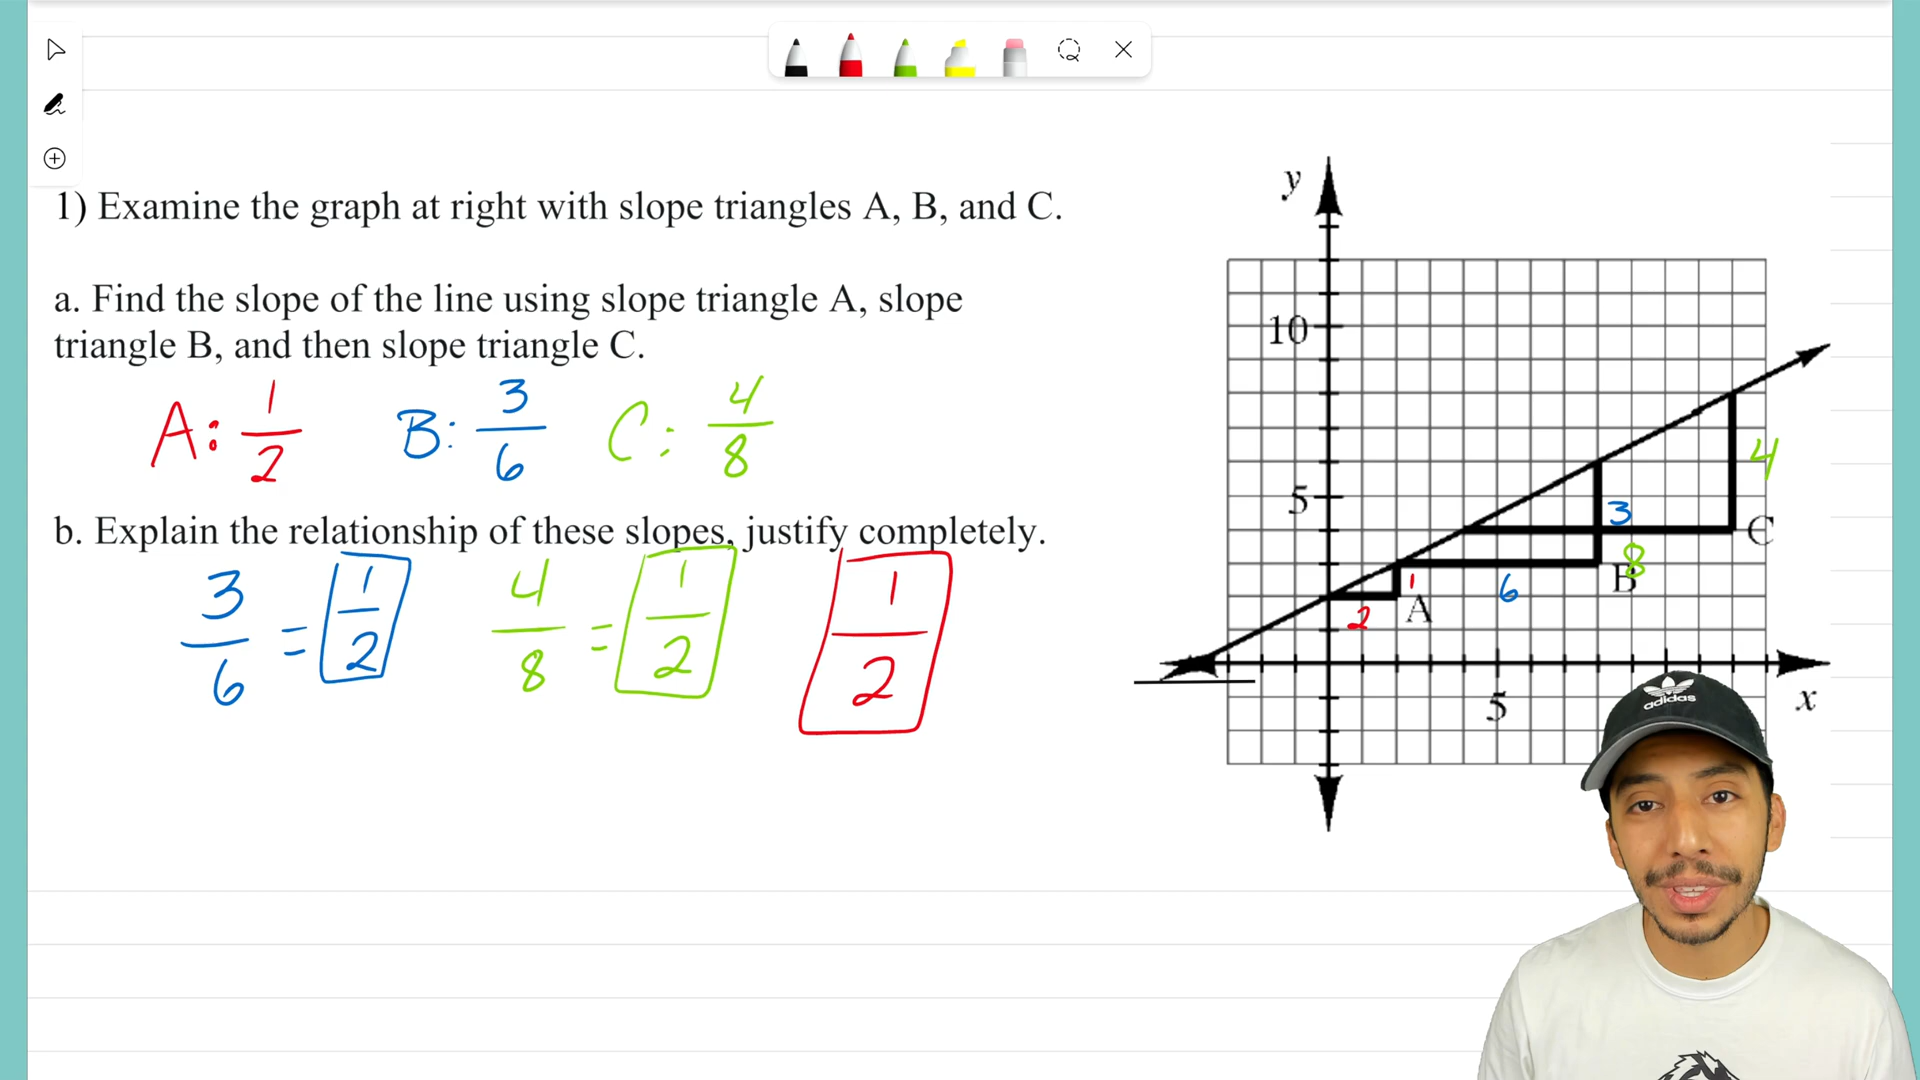 1) Examine the graph at right with slope triangles A, B, and C.
a. Find the slope of the line using slope triangle A, slope
triangle B, and then slope triangle C.
A: 1/2 B: 3/6 C: 4/8
b. Explain the relationship of these slopes, justify completely.
3/6 = 1/2 4/8 = 1/2 1/2
y
10
5
4
3
C
8
B
1
6
A
2
5
x
adidas